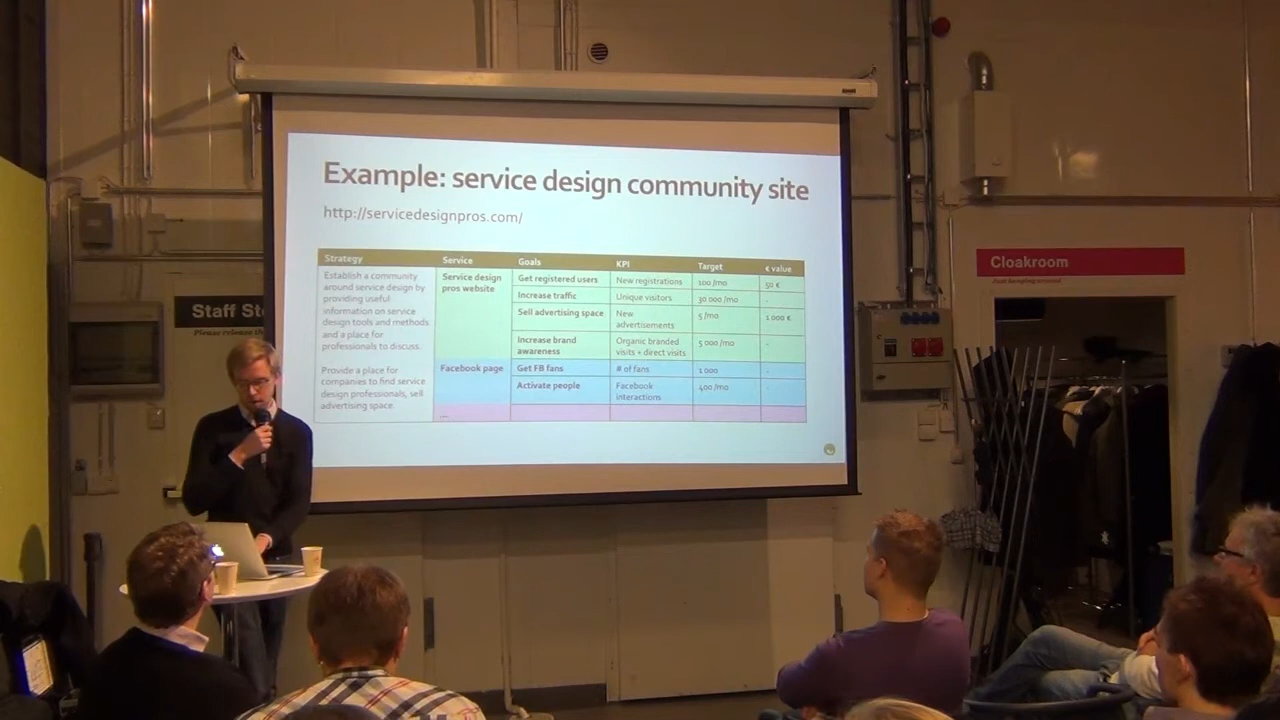 Example: service design community site
http://servicedesignpros.com/
Strategy Service Goals KPI Target € value
Establish a community
around service design by
providing useful
information on service
design tools and methods
and a place for
professionals to discuss.
Provide a place for
companies to find service
design professionals, sell
advertising space.
Service design
pros website
Get registered users New registrations 100 /mo 50 €
Increase traffic Unique visitors 30 000 /mo -
Sell advertising space New
advertisements 5 /mo 1 000 €
Increase brand
awareness Organic branded
visits + direct visits 5 000 /mo -
Facebook page Get FB fans # of fans 1 000 -
Activate people Facebook
interactions 400 /mo -
....
Staff Sto
Please release th
Cloakroom